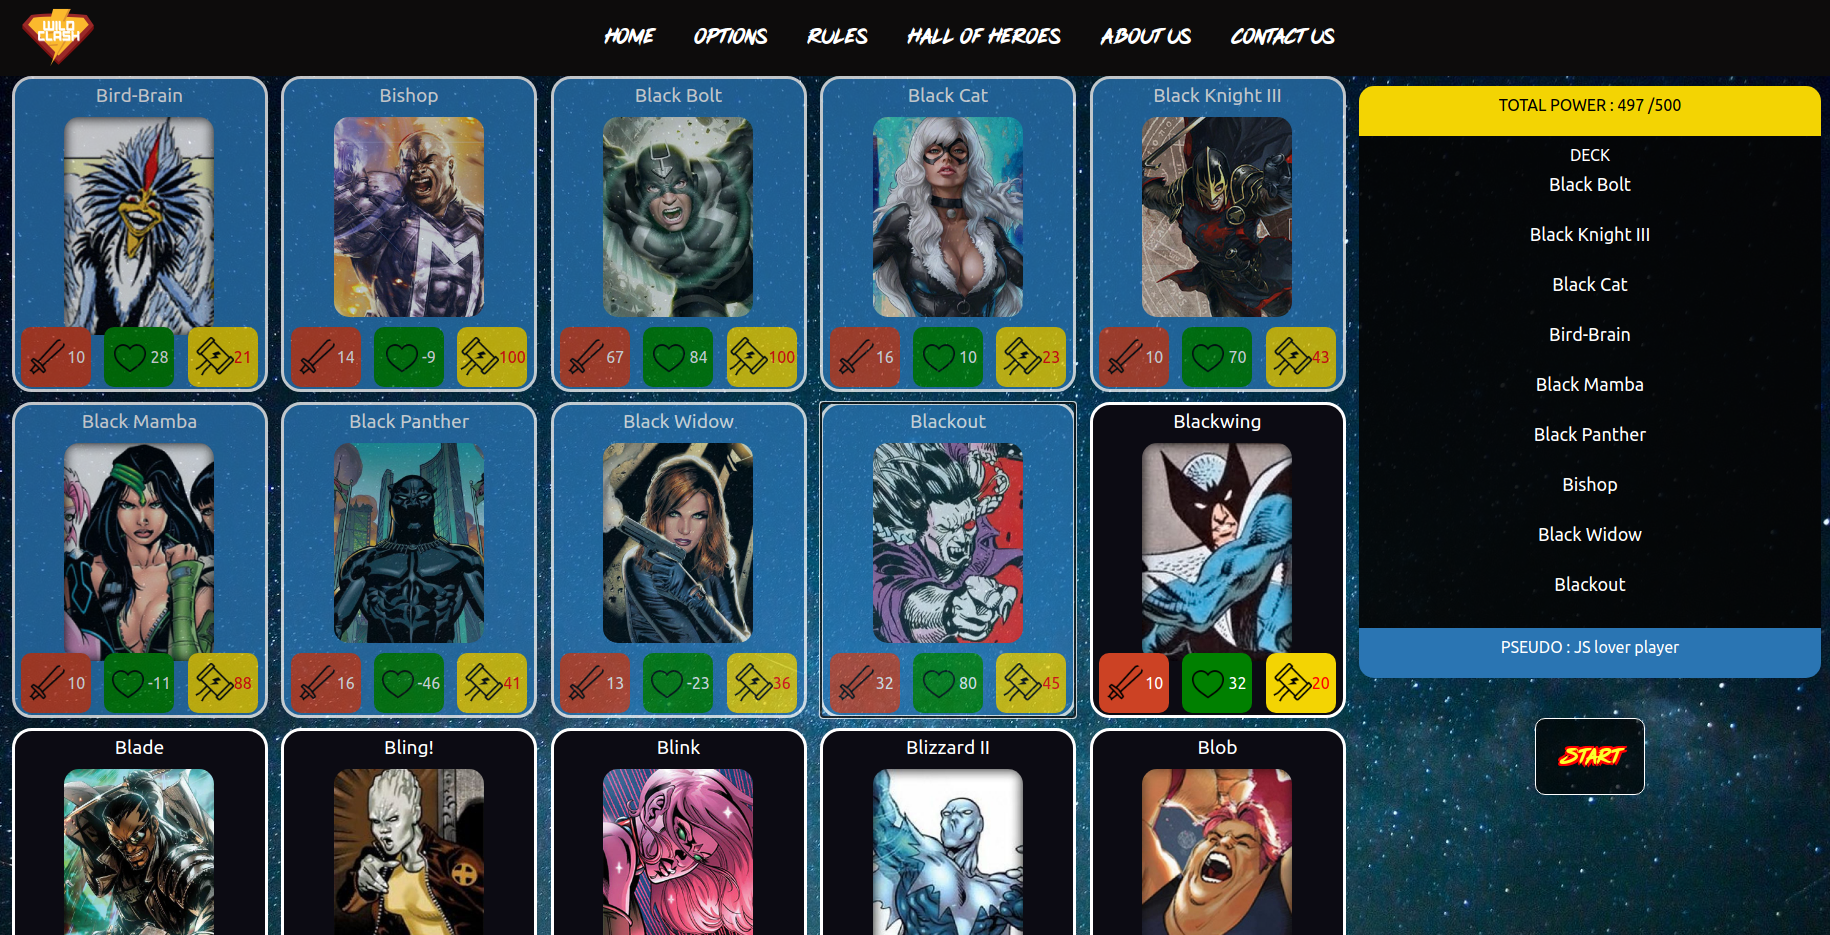 WILD
CLASH
HOME OPTIONS RULES HALL OF HEROES ABOUT US CONTACT US
Bird-Brain
10 28 21
Bishop
14 -9 100
Black Bolt
67 84 100
Black Cat
16 10 23
Black Knight III
10 70 43
Black Mamba
10 -11 88
Black Panther
16 -46 41
Black Widow
13 -23 36
Blackout
32 80 45
Blackwing
10 32 20
Blade
Bling!
Blink
Blizzard II
Blob
TOTAL POWER : 497 /500
DECK
Black Bolt
Black Knight III
Black Cat
Bird-Brain
Black Mamba
Black Panther
Bishop
Black Widow
Blackout
PSEUDO : JS lover player
START